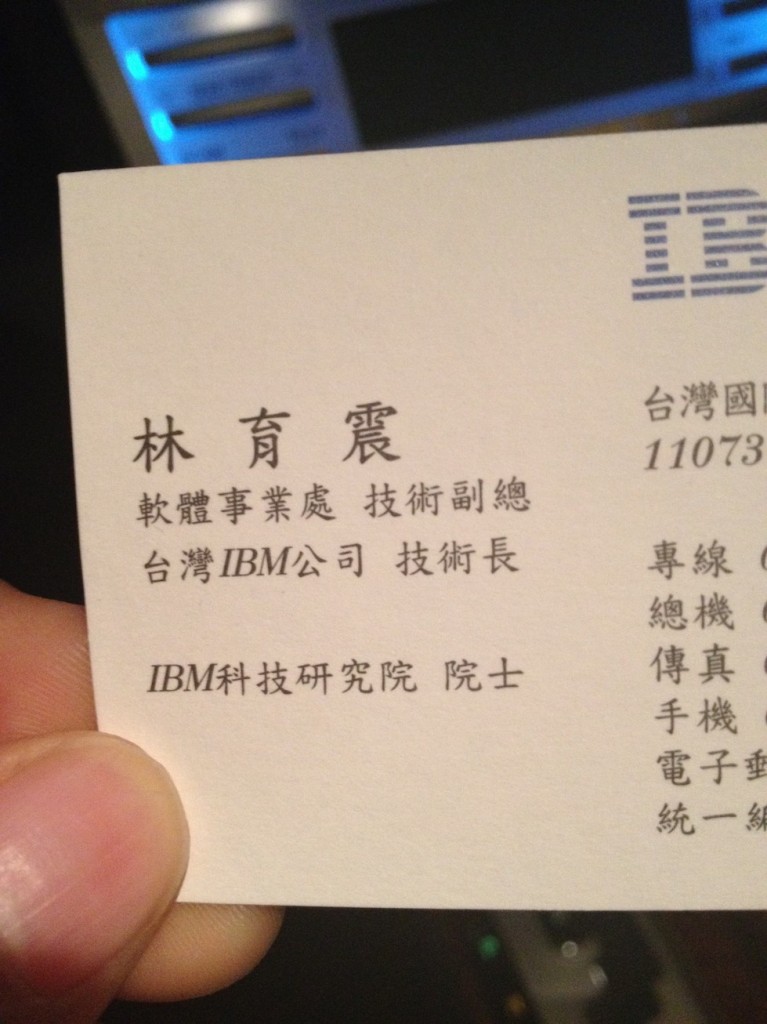 林育震
軟體事業處 技術副總
台灣IBM公司 技術長
IBM科技研究院 院士
IB
台灣國
11073
專線
總機
傳真
手機
電子郵
統一編